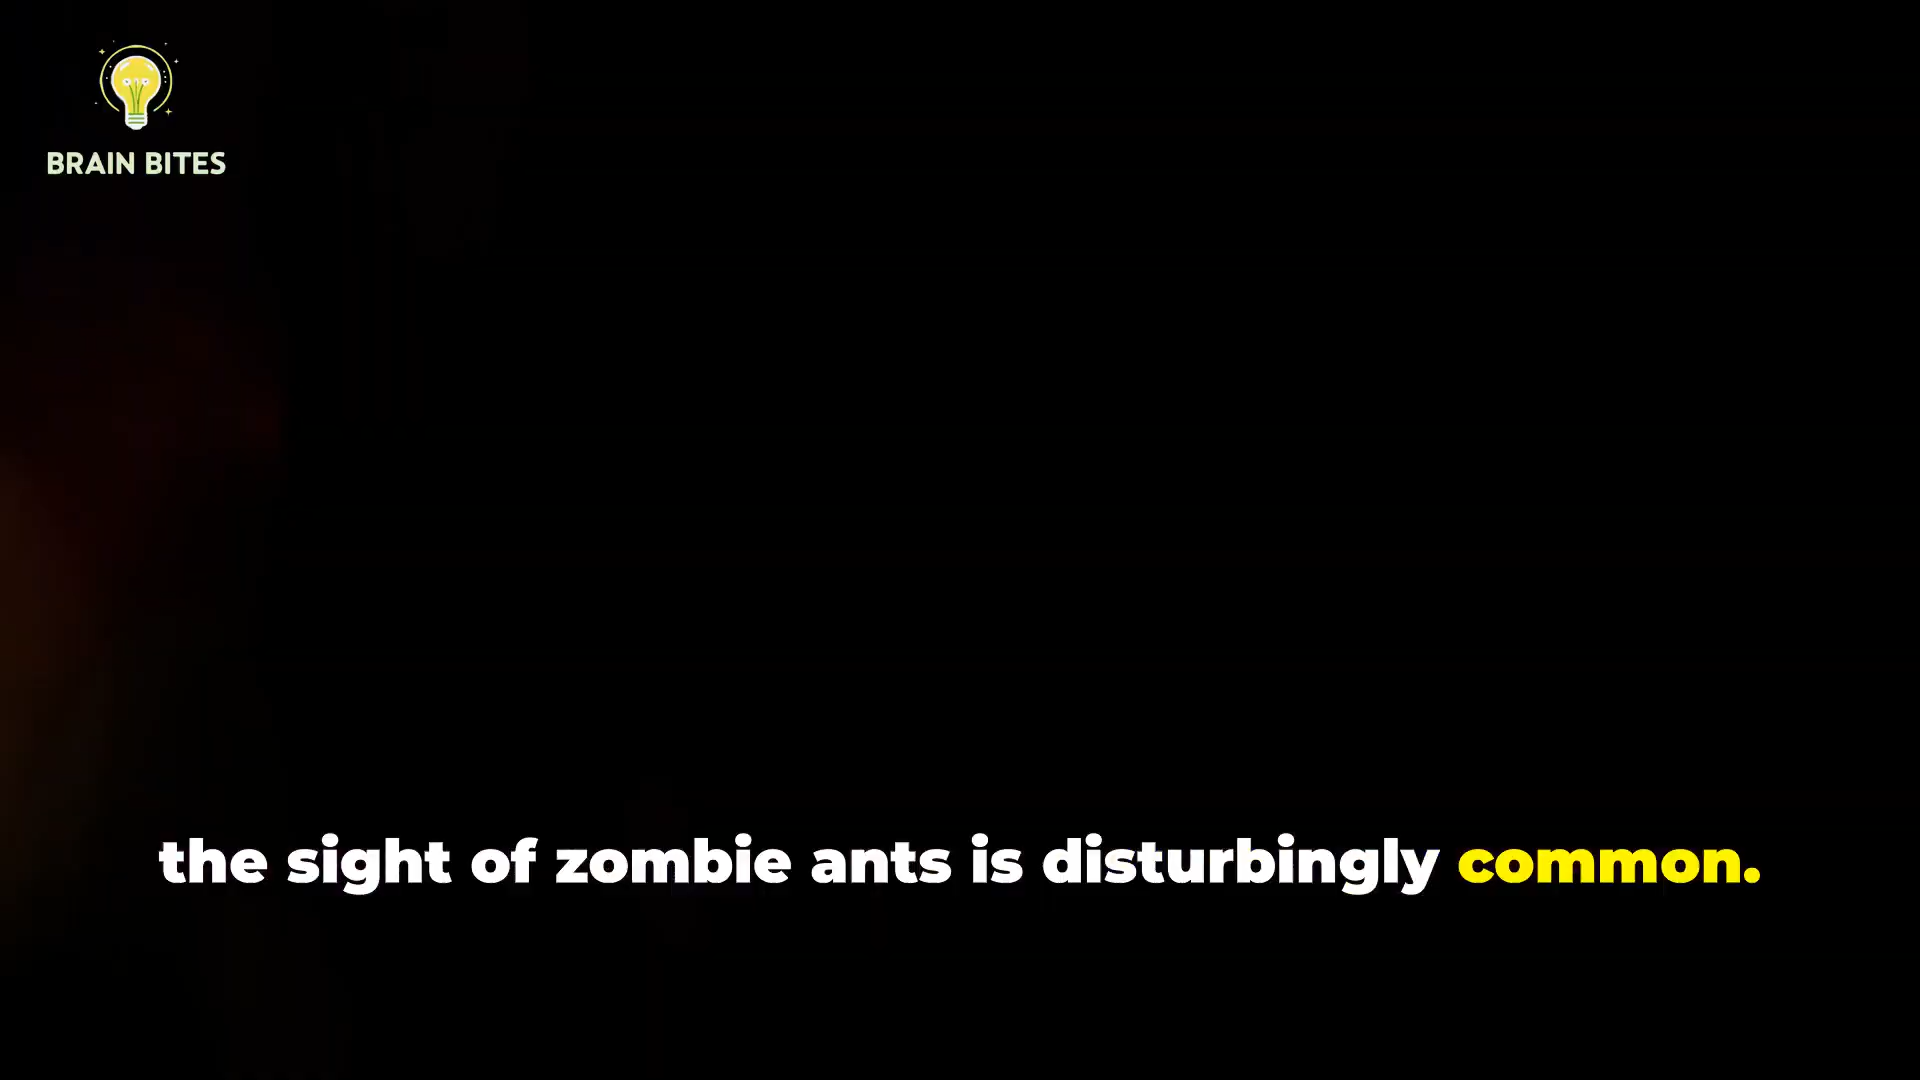 BRAIN BITES
the sight of zombie ants is disturbingly common.